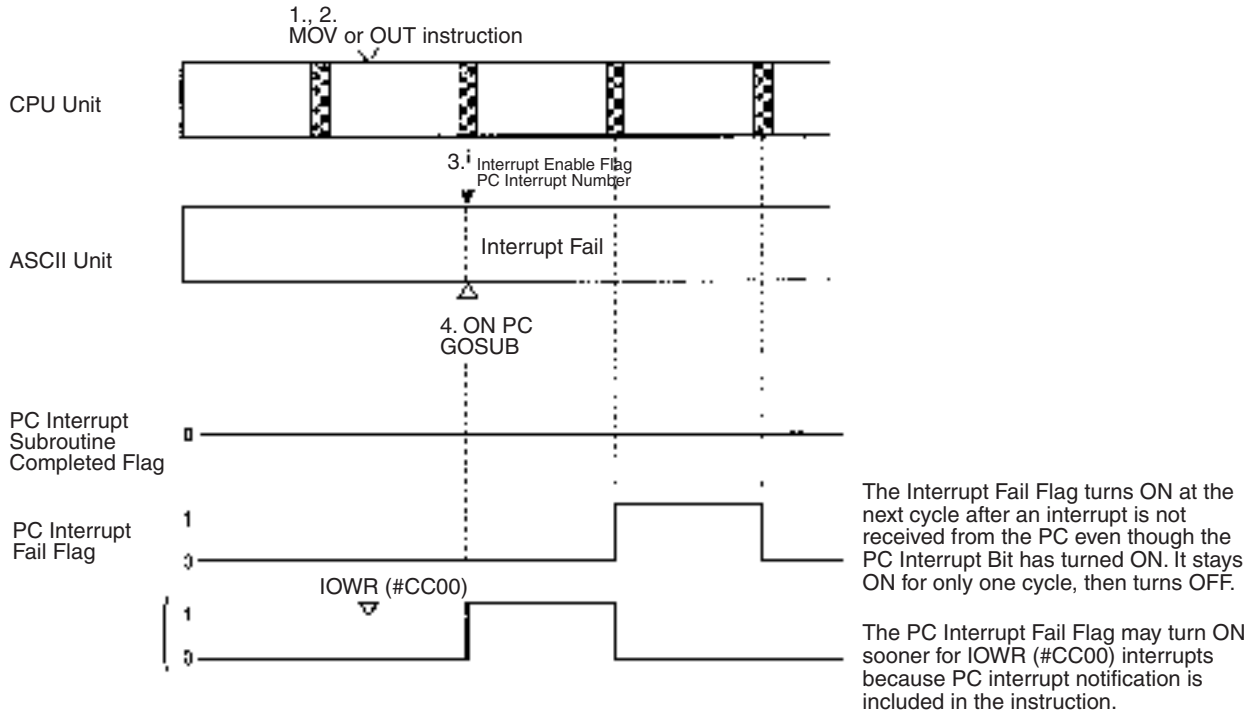 1., 2.
MOV or OUT instruction
CPU Unit
3. Interrupt Enable Flag
PC Interrupt Number
ASCII Unit
Interrupt Fail
4. ON PC
GOSUB
PC Interrupt
Subroutine
Completed Flag
0
PC Interrupt
Fail Flag
1
0
The Interrupt Fail Flag turns ON at the
next cycle after an interrupt is not
received from the PC even though the
PC Interrupt Bit has turned ON. It stays
ON for only one cycle, then turns OFF.
IOWR (#CC00)
1
0
The PC Interrupt Fail Flag may turn ON
sooner for IOWR (#CC00) interrupts
because PC interrupt notification is
included in the instruction.